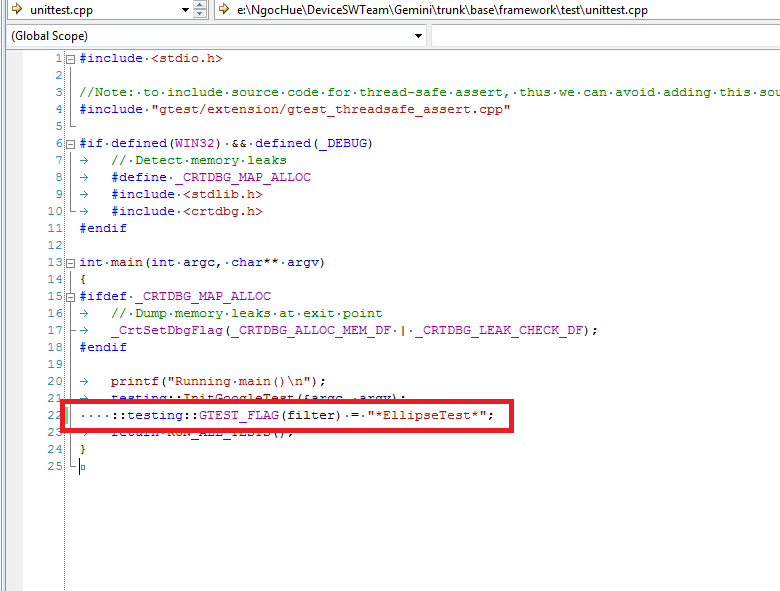 unittest.cpp
e:\NgocHue\DeviceSWTeam\Gemini\trunk\base\framework\test\unittest.cpp
(Global Scope)
1 #include <stdio.h>
2
3 //Note: to include source code for thread-safe assert, thus we can avoid adding this sou
4 #include "gtest/extension/gtest_threadsafe_assert.cpp"
5
6 #if defined(WIN32) && defined(_DEBUG)
7 // Detect memory leaks
8 #define _CRTDBG_MAP_ALLOC
9 #include <stdlib.h>
10 #include <crtdbg.h>
11 #endif
12
13 int main(int argc, char** argv)
14 {
15 #ifdef _CRTDBG_MAP_ALLOC
16 // Dump memory leaks at exit point
17 _CrtSetDbgFlag(_CRTDBG_ALLOC_MEM_DF | _CRTDBG_LEAK_CHECK_DF);
18 #endif
19
20 printf("Running main()\n");
21 testing::InitGoogleTest(&argc, argv);
22 ::testing::GTEST_FLAG(filter) = "*EllipseTest*";
23 return RUN_ALL_TESTS();
24 }
25